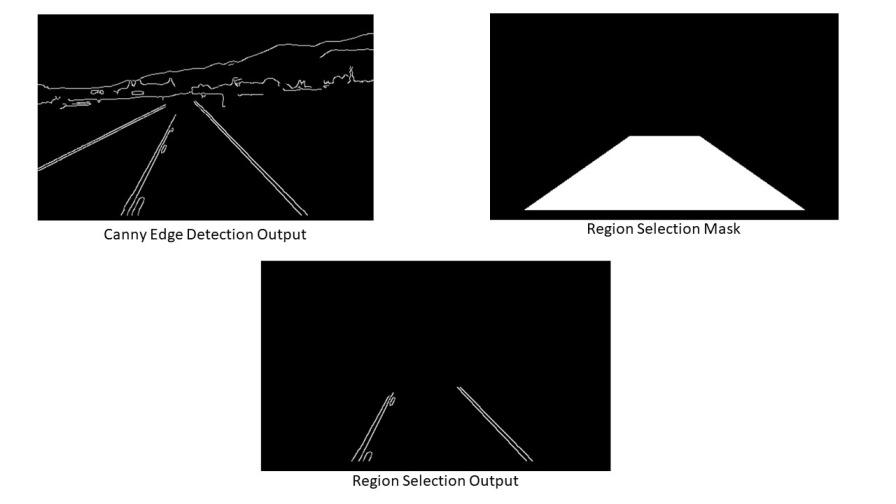 Canny Edge Detection Output
Region Selection Mask
Region Selection Output